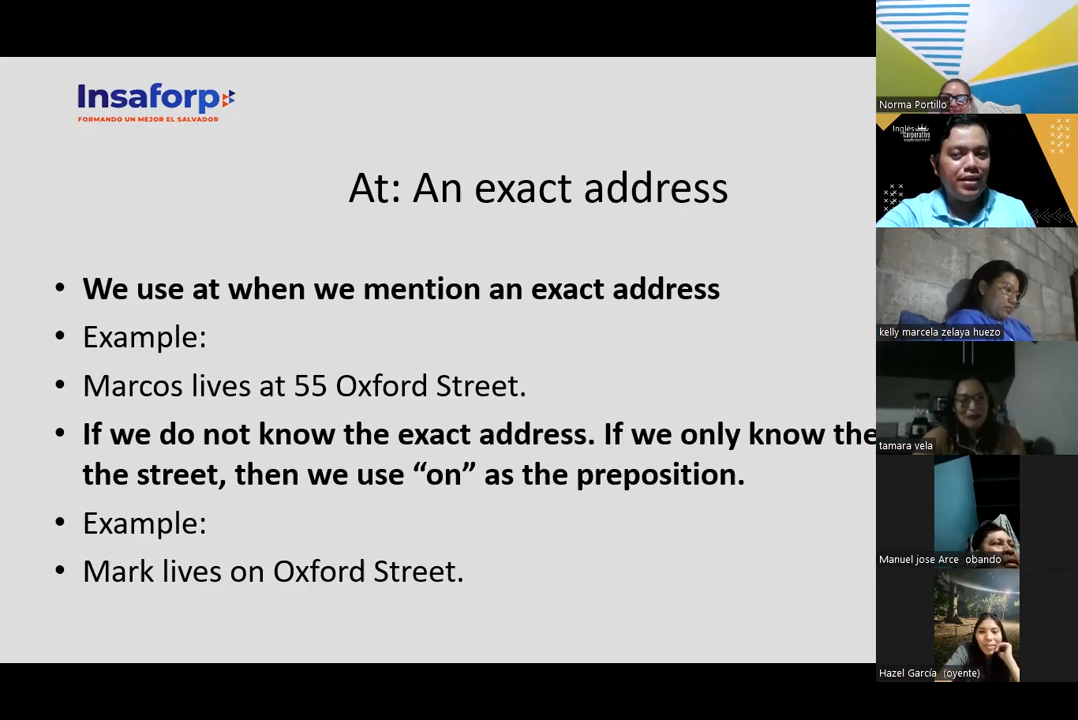 Insaforp
FORMANDO UN MEJOR EL SALVADOR
At: An exact address
• We use at when we mention an exact address
• Example:
• Marcos lives at 55 Oxford Street.
• If we do not know the exact address. If we only know the
the street, then we use “on” as the preposition.
• Example:
• Mark lives on Oxford Street.
Norma Portillo
Inglés
corporativo
kelly marcela zelaya huezo
tamara vela
Manuel jose Arce obando
Hazel García (oyente)